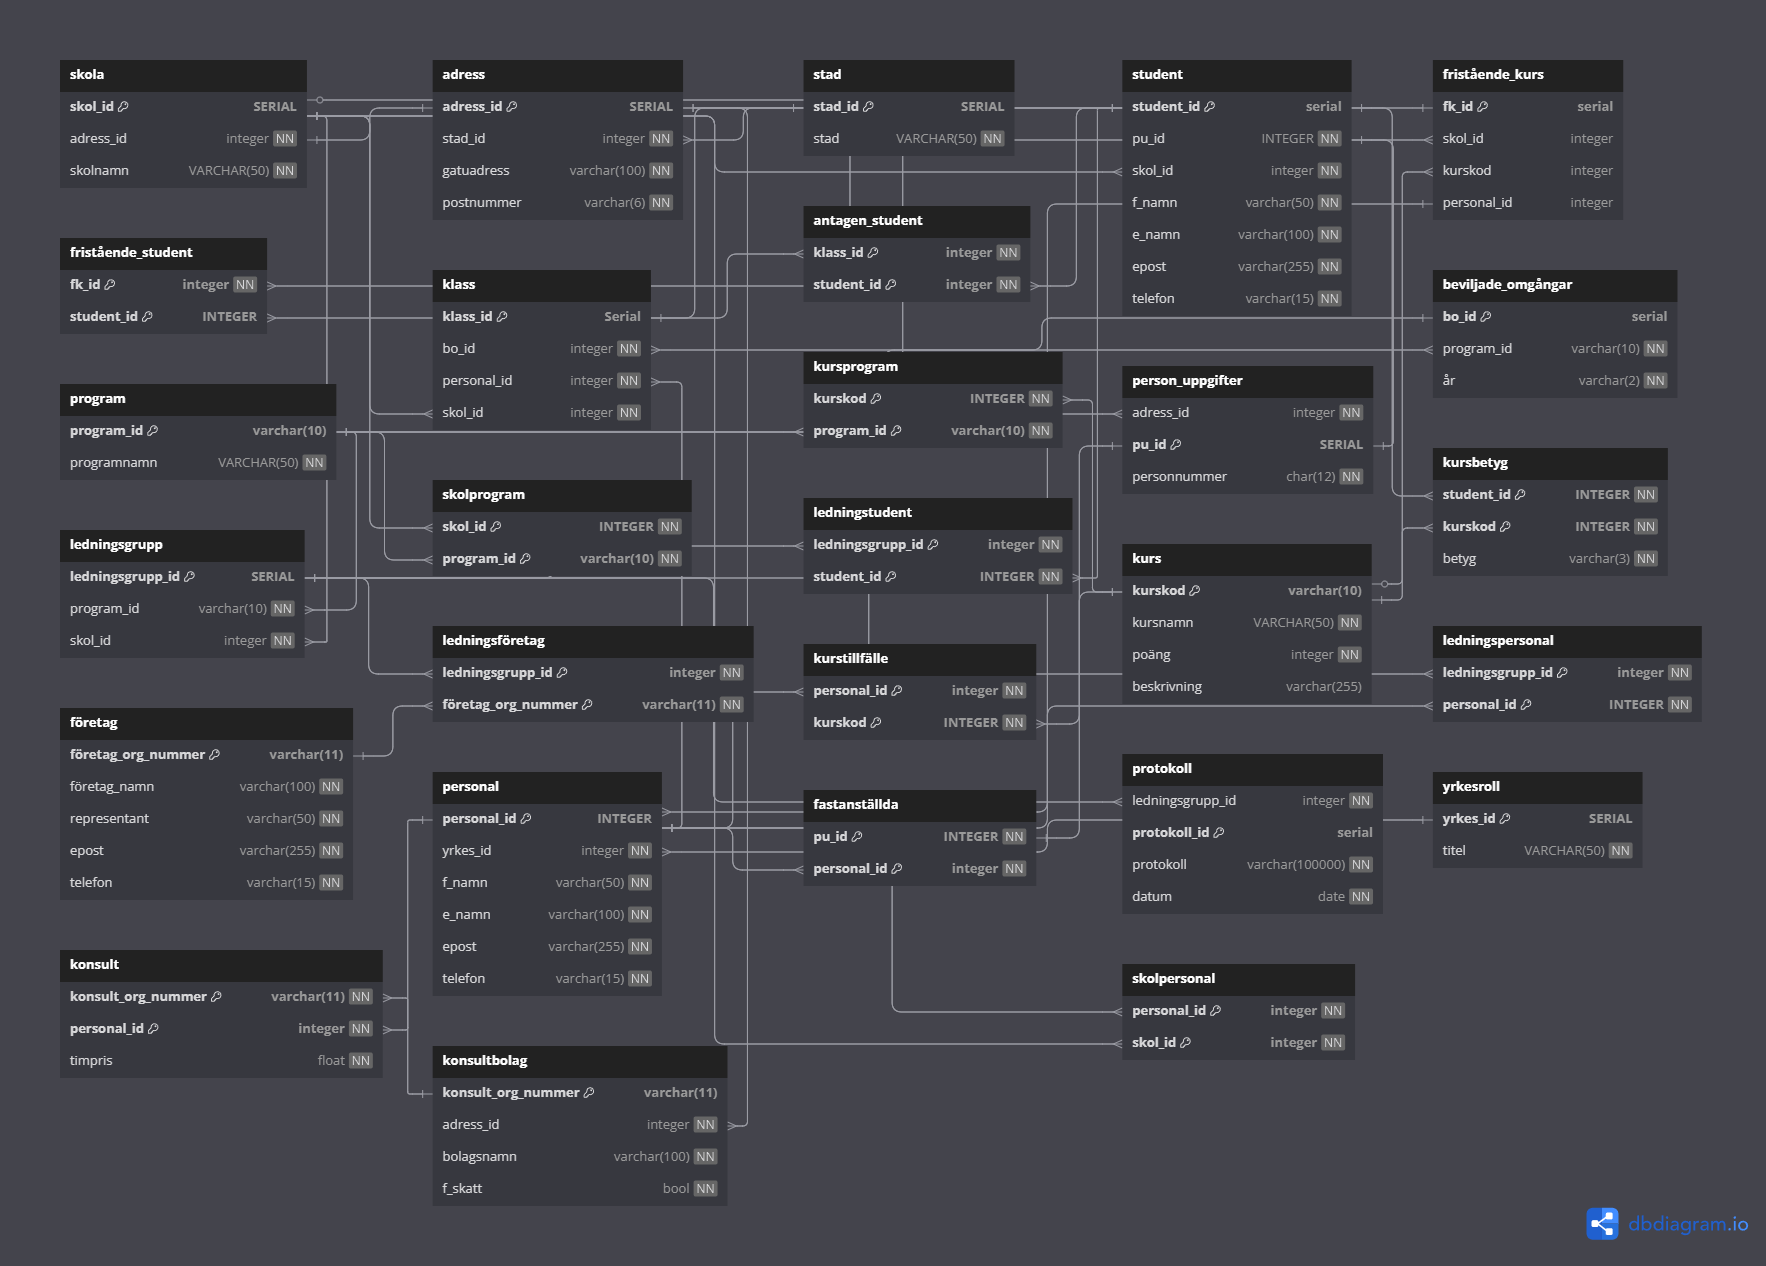 skola
skol_id SERIAL
adress_id integer NN
skolnamn VARCHAR(50) NN
fristående_student
fk_id integer NN
student_id INTEGER
program
program_id varchar(10)
programnamn VARCHAR(50) NN
ledningsgrupp
ledningsgrupp_id SERIAL
program_id varchar(10) NN
skol_id integer NN
företag
företag_org_nummer varchar(11)
företag_namn varchar(100) NN
representant varchar(50) NN
epost varchar(255) NN
telefon varchar(15) NN
konsult
konsult_org_nummer varchar(11) NN
personal_id integer NN
timpris float NN
adress
adress_id SERIAL
stad_id integer NN
gatuadress varchar(100) NN
postnummer varchar(6) NN
klass
klass_id Serial
bo_id integer NN
personal_id integer NN
skol_id integer NN
skolprogram
skol_id INTEGER NN
program_id varchar(10) NN
ledningsföretag
ledningsgrupp_id integer NN
företag_org_nummer varchar(11) NN
personal
personal_id INTEGER
yrkes_id integer NN
f_namn varchar(50) NN
e_namn varchar(100) NN
epost varchar(255) NN
telefon varchar(15) NN
konsultbolag
konsult_org_nummer varchar(11)
adress_id integer NN
bolagsnamn varchar(100) NN
f_skatt bool NN
stad
stad_id SERIAL
stad VARCHAR(50) NN
antagen_student
klass_id integer NN
student_id integer NN
kursprogram
kurskod INTEGER NN
program_id varchar(10) NN
ledningstudent
ledningsgrupp_id integer NN
student_id INTEGER NN
kurstillfälle
personal_id integer NN
kurskod INTEGER NN
fastanställda
pu_id INTEGER NN
personal_id integer NN
student
student_id serial
pu_id INTEGER NN
skol_id integer NN
f_namn varchar(50) NN
e_namn varchar(100) NN
epost varchar(255) NN
telefon varchar(15) NN
person_uppgifter
adress_id integer NN
pu_id SERIAL
personnummer char(12) NN
kurs
kurskod varchar(10)
kursnamn VARCHAR(50) NN
poäng integer NN
beskrivning varchar(255)
protokoll
ledningsgrupp_id integer NN
protokoll_id serial
protokoll varchar(100000) NN
datum date NN
skolpersonal
personal_id integer NN
skol_id integer NN
fristående_kurs
fk_id serial
skol_id integer
kurskod integer
personal_id integer
beviljade_omgångar
bo_id serial
program_id varchar(10) NN
år varchar(2) NN
kursbetyg
student_id INTEGER NN
kurskod INTEGER NN
betyg varchar(3) NN
ledningspersonal
ledningsgrupp_id integer NN
personal_id INTEGER NN
yrkesroll
yrkes_id SERIAL
titel VARCHAR(50) NN
dbdiagram.io